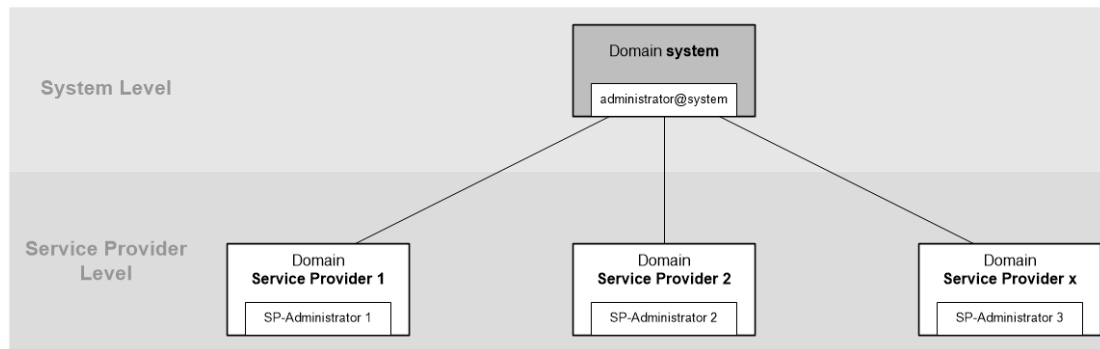 Domain system
System Level
administrator@system
Service Provider
Level
Domain
Service Provider 1
SP-Administrator 1
Domain
Service Provider 2
SP-Administrator 2
Domain
Service Provider x
SP-Administrator 3